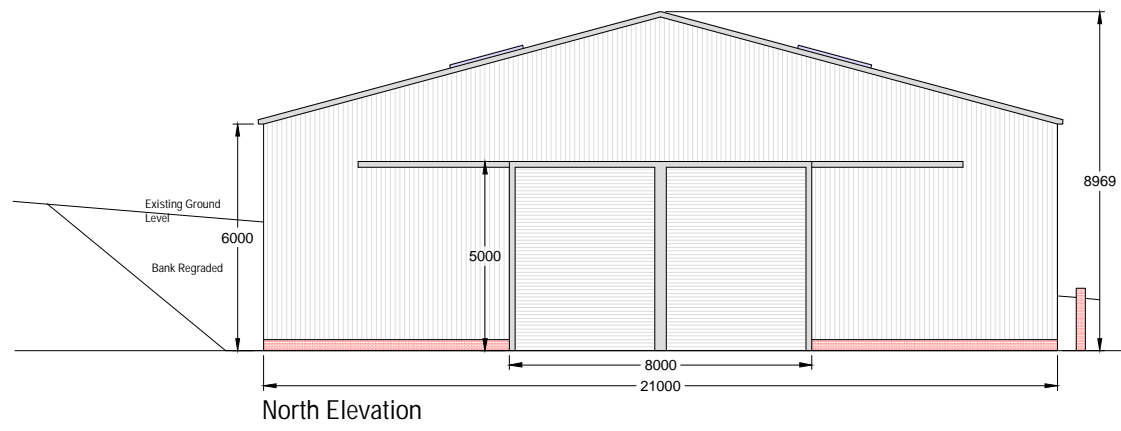 8969
Existing Ground
Level
6000
5000
Bank Regraded
8000
21000
North Elevation